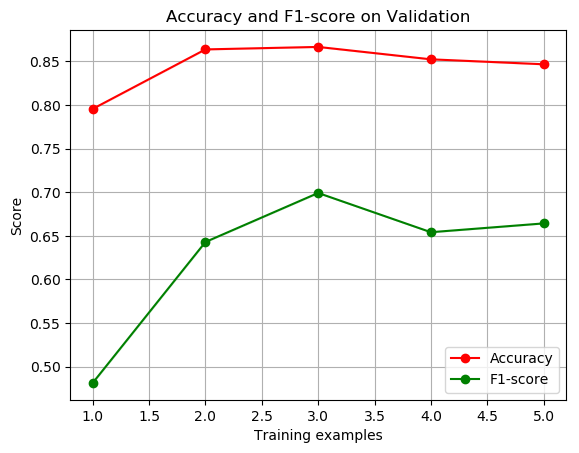 Accuracy and F1-score on Validation
Score
0.85
0.80
0.75
0.70
0.65
0.60
0.55
0.50
Accuracy
F1-score
1.0 1.5 2.0 2.5 3.0 3.5 4.0 4.5 5.0
Training examples